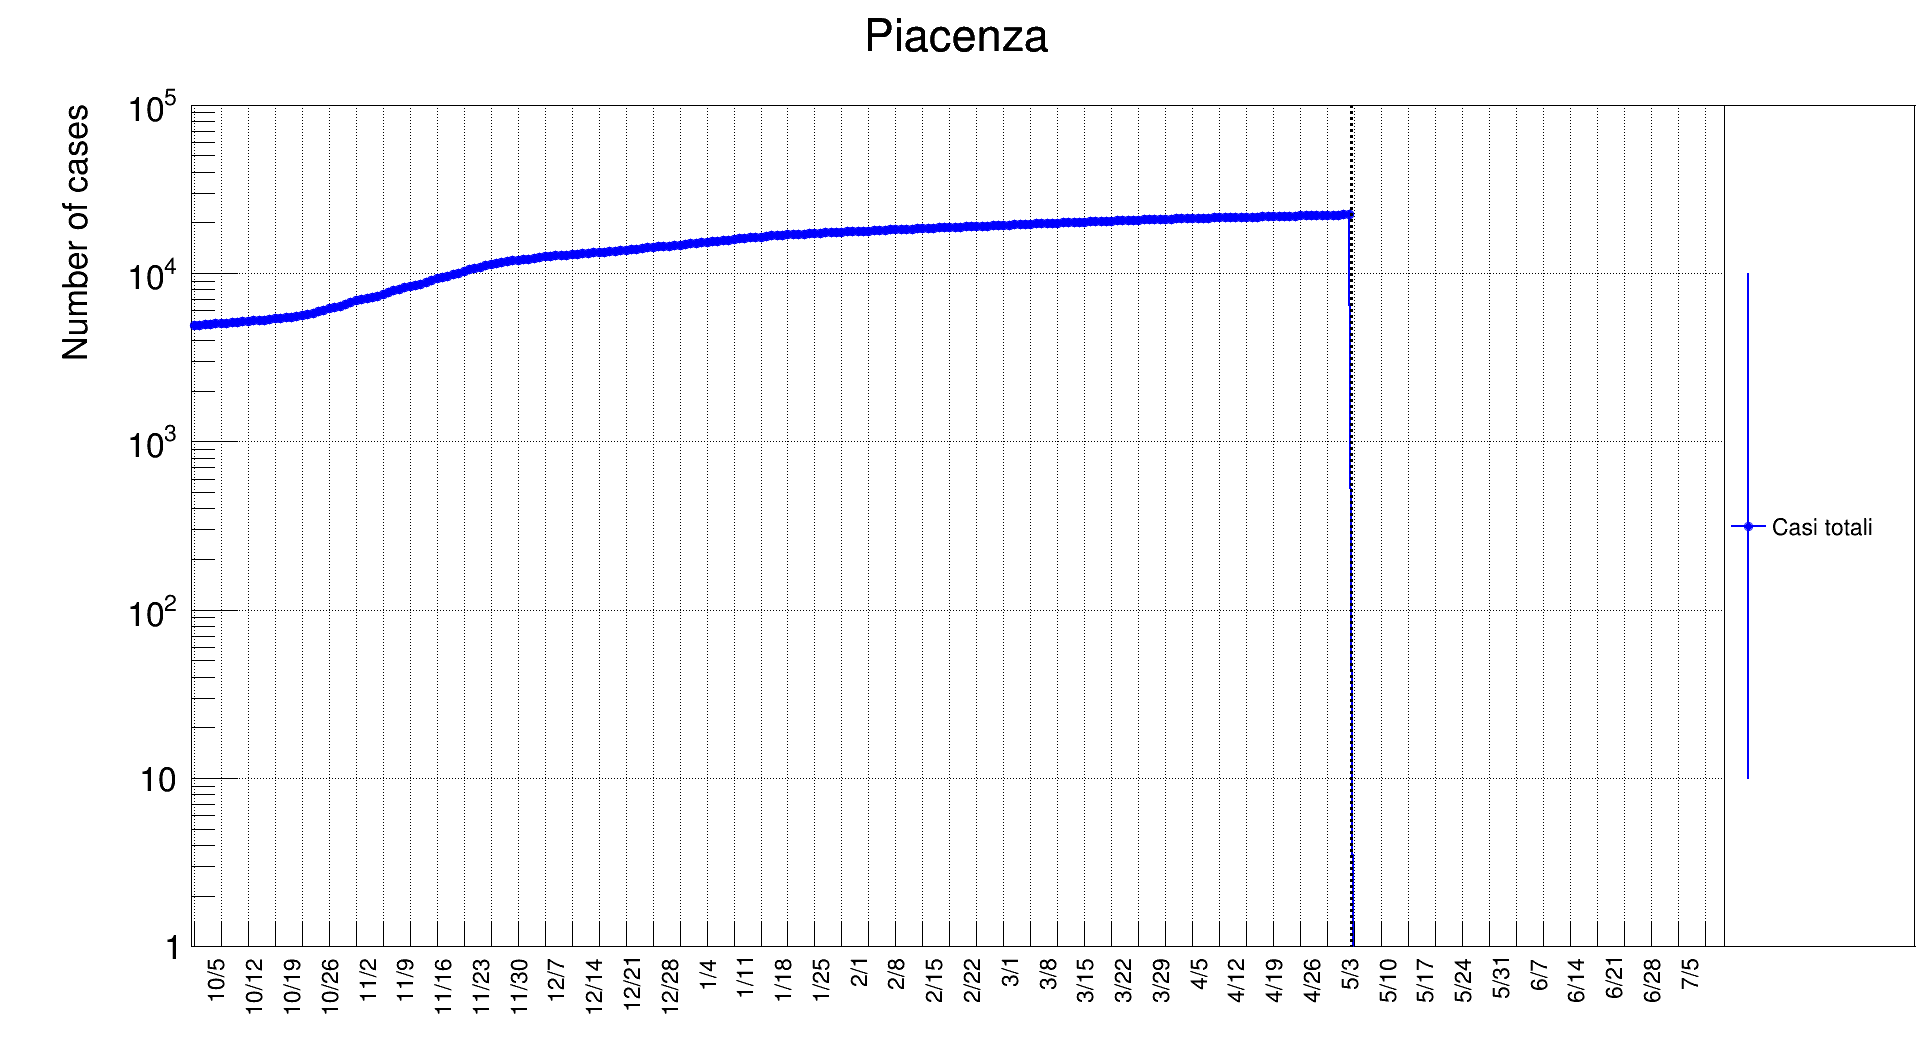 Piacenza
Number of cases
10^5
10^4
10^3
10^2
10
1
10/5 10/12 10/19 10/26 11/2 11/9 11/16 11/23 11/30 12/7 12/14 12/21 12/28 1/4 1/11 1/18 1/25 2/1 2/8 2/15 2/22 3/1 3/8 3/15 3/22 3/29 4/5 4/12 4/19 4/26 5/3 5/10 5/17 5/24 5/31 6/7 6/14 6/21 6/28 7/5
Casi totali